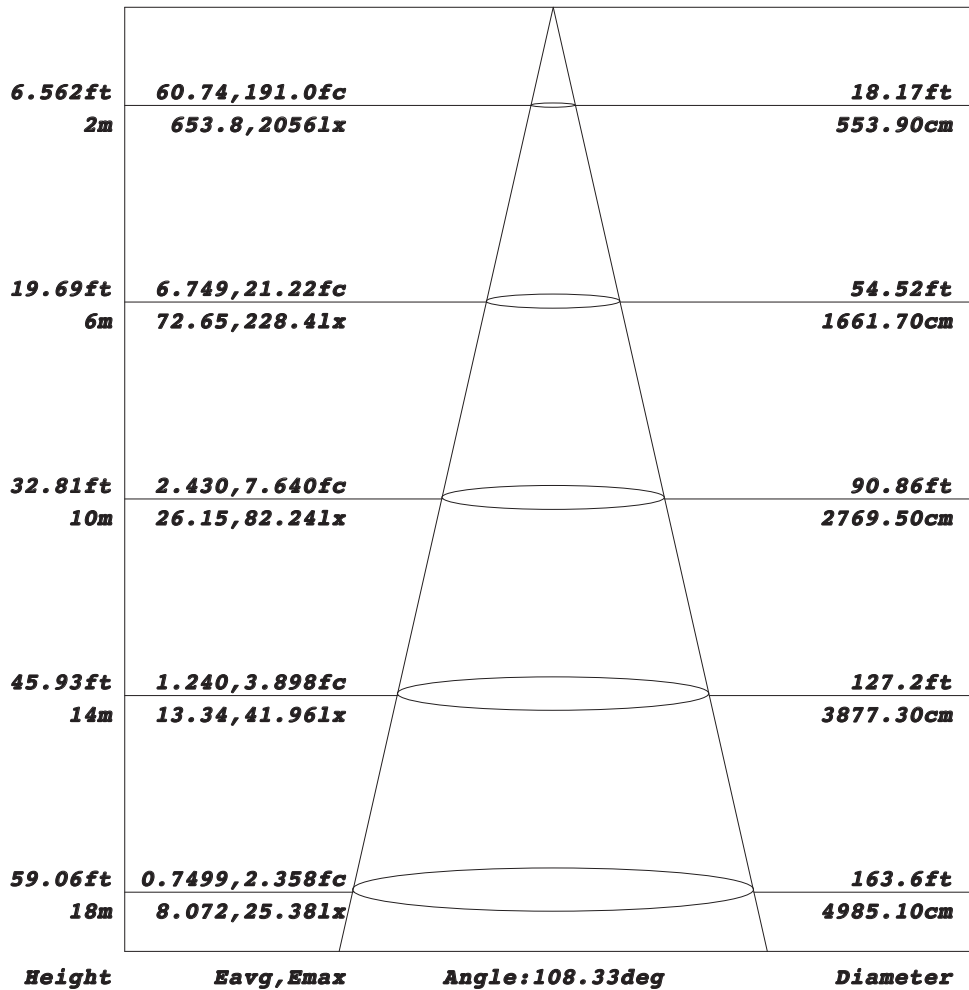 6.562ft 60.74,191.0fc 18.17ft
2m 653.8,2056lx 553.90cm
19.69ft 6.749,21.22fc 54.52ft
6m 72.65,228.4lx 1661.70cm
32.81ft 2.430,7.640fc 90.86ft
10m 26.15,82.24lx 2769.50cm
45.93ft 1.240,3.898fc 127.2ft
14m 13.34,41.96lx 3877.30cm
59.06ft 0.7499,2.358fc 163.6ft
18m 8.072,25.38lx 4985.10cm
Height Eavg,Emax Angle:108.33deg Diameter